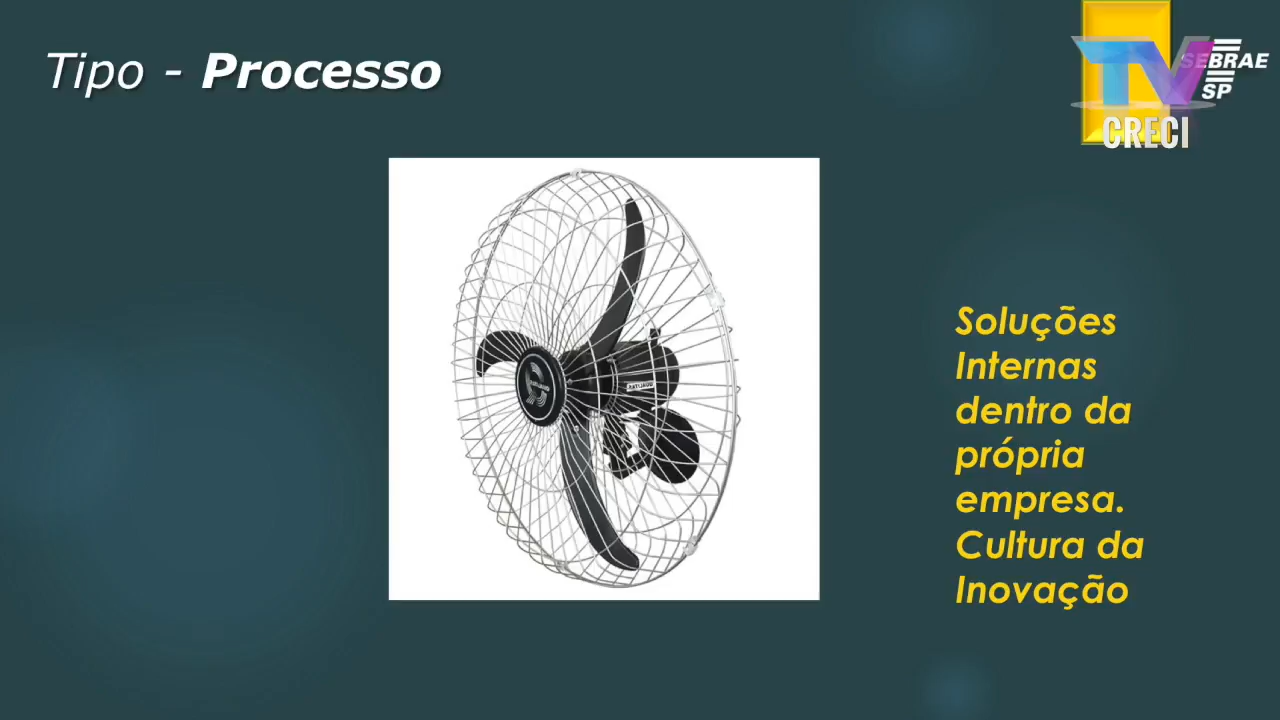 Tipo - Processo
TV
CRECI
SEBRAE
SP
Soluções
Internas
dentro da
própria
empresa.
Cultura da
Inovação